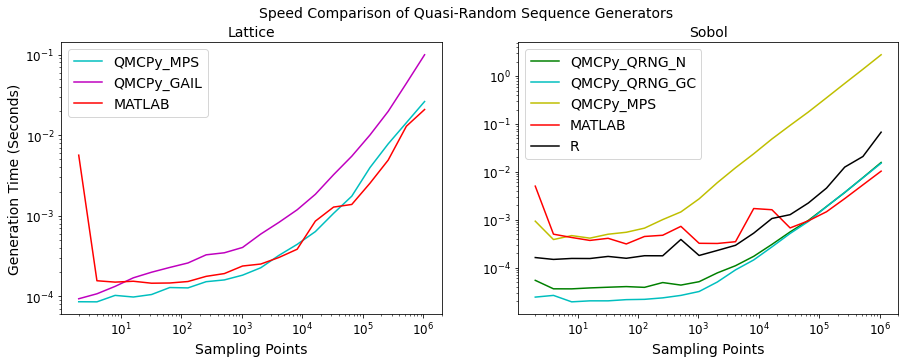 Speed Comparison of Quasi-Random Sequence Generators
Lattice
QMCPy_MPS
QMCPy_GAIL
MATLAB
Generation Time (Seconds)
10⁻¹
10⁻²
10⁻³
10⁻⁴
10¹ 10² 10³ 10⁴ 10⁵ 10⁶
Sampling Points
Sobol
QMCPy_QRNG_N
QMCPy_QRNG_GC
QMCPy_MPS
MATLAB
R
10⁰
10⁻¹
10⁻²
10⁻³
10⁻⁴
10¹ 10² 10³ 10⁴ 10⁵ 10⁶
Sampling Points